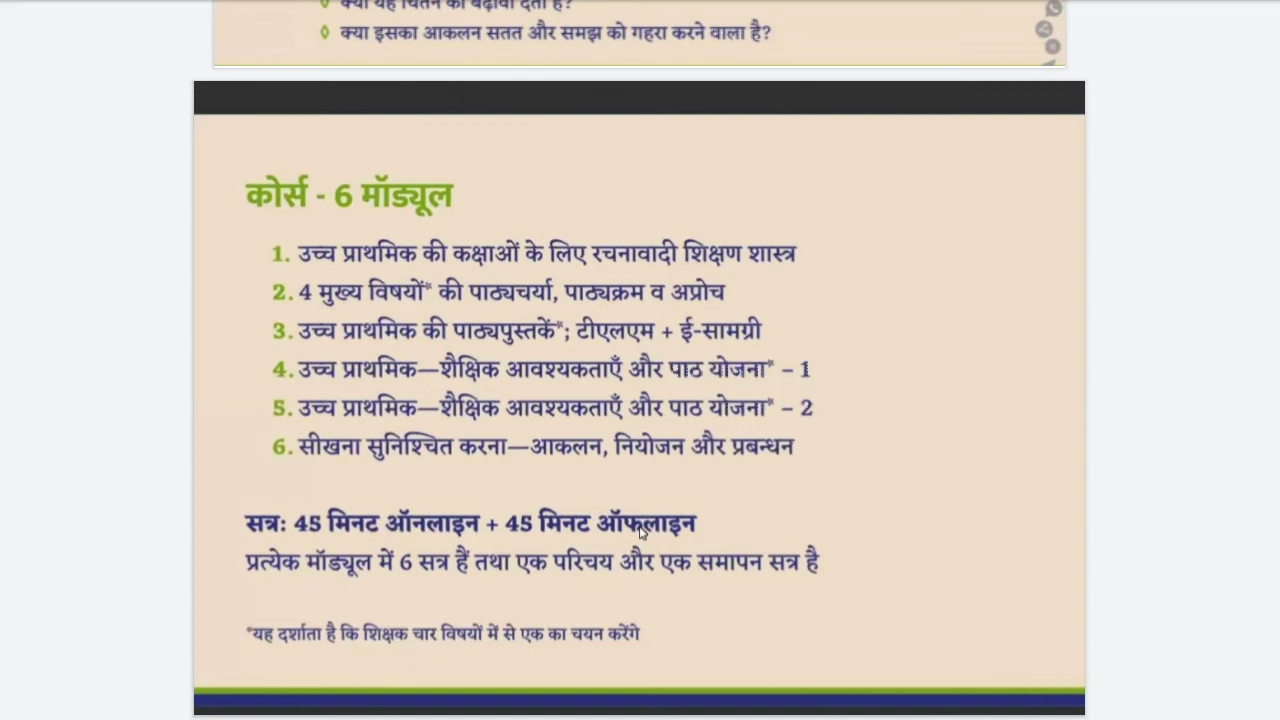 क्या यह चिंतन को बढ़ावा देता है?
◊ क्या इसका आकलन सतत और समझ को गहरा करने वाला है?
कोर्स - 6 मॉड्यूल
1. उच्च प्राथमिक की कक्षाओं के लिए रचनावादी शिक्षण शास्त्र
2. 4 मुख्य विषयों* की पाठ्यचर्या, पाठ्यक्रम व अप्रोच
3. उच्च प्राथमिक की पाठ्यपुस्तकें*; टीएलएम + ई-सामग्री
4. उच्च प्राथमिक—शैक्षिक आवश्यकताएँ और पाठ योजना* – 1
5. उच्च प्राथमिक—शैक्षिक आवश्यकताएँ और पाठ योजना* – 2
6. सीखना सुनिश्चित करना—आकलन, नियोजन और प्रबन्धन
सत्र: 45 मिनट ऑनलाइन + 45 मिनट ऑफलाइन
प्रत्येक मॉड्यूल में 6 सत्र हैं तथा एक परिचय और एक समापन सत्र है
*यह दर्शाता है कि शिक्षक चार विषयों में से एक का चयन करेंगे